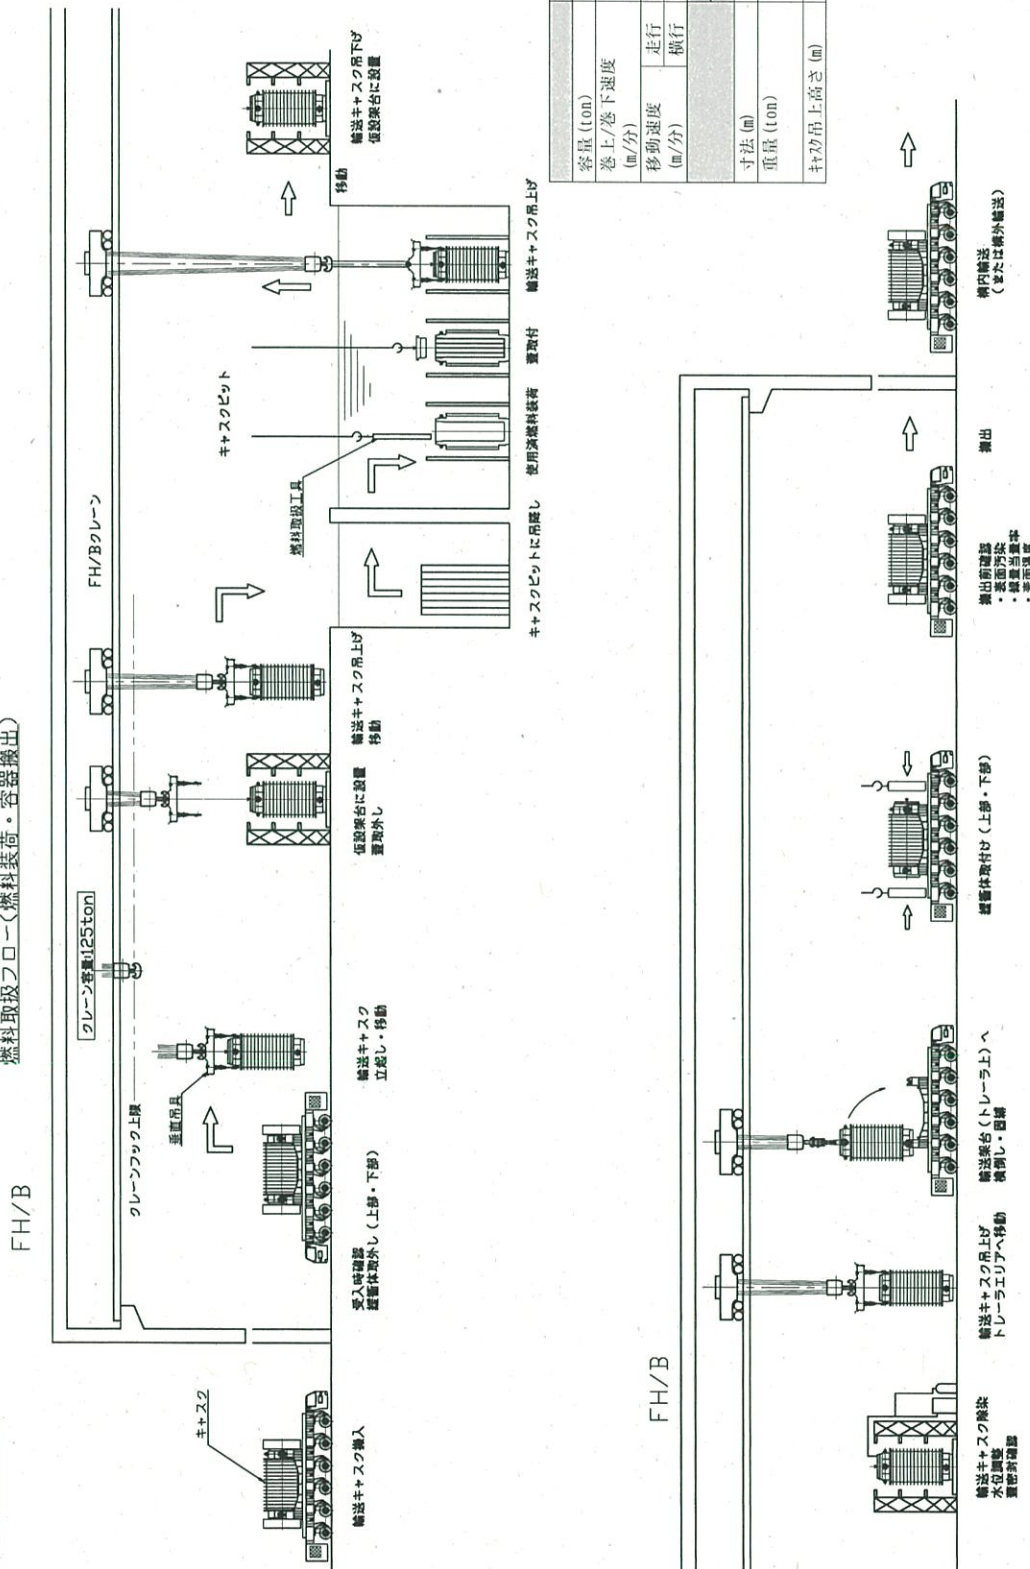 燃料取扱フロー（燃料装荷・容器搬出）
FH/B
キャスク
輸送キャスク搬入
受入時確認
緩衝体取外し（上部・下部）
クレーンフック上限
垂直吊具
クレーン容量:125ton
輸送キャスク
立起し・移動
仮設架台に設置
蓋取外し
輸送キャスク吊上げ
移動
FH/Bクレーン
キャスクピット
燃料取扱工具
キャスクピットに吊降し
使用済燃料装荷
蓋取付
輸送キャスク吊上げ
移動
輸送キャスク吊下げ
仮設架台に設置
FH/B
輸送キャスク除染
水位調整
蓋密封確認
輸送キャスク吊上げ
トレーラエリアへ移動
輸送架台（トレーラ上）へ
横倒し・固縛
緩衝体取付け（上部・下部）
搬出前確認
・表面汚染
・線量当量率
・表面温度
搬出
構内輸送
（または構外輸送）
容量(ton)
巻上/巻下速度
(m/分)
移動速度
(m/分)
走行
横行
寸法(m)
重量(ton)
キャスク吊上高さ(m)